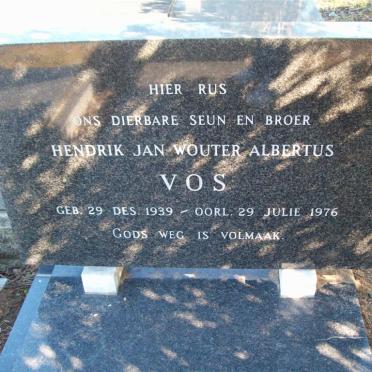 HIER RUS
ONS DIERBARE SEUN EN BROER
HENDRIK JAN WOUTER ALBERTUS
VOS
GEB. 29 DES. 1939 – OORL. 29 JULIE 1976
GODS WEG IS VOLMAAK.